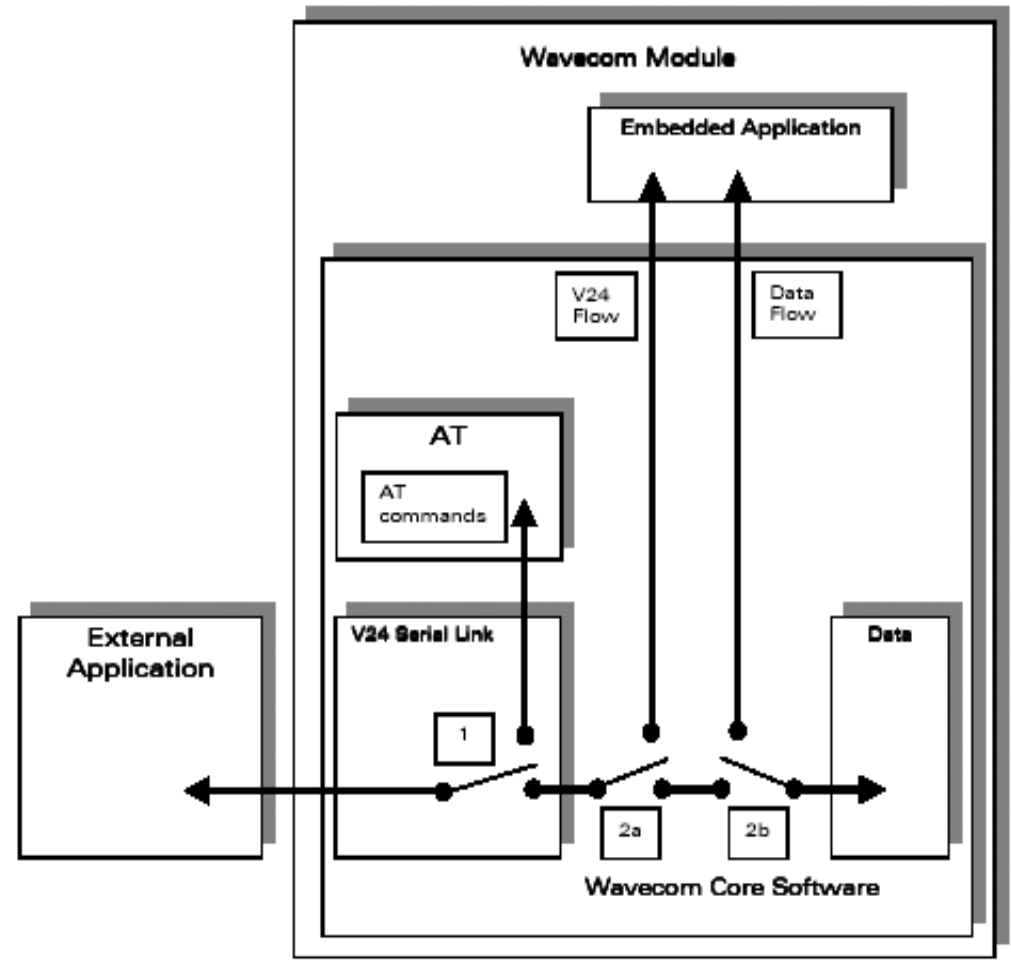 Wavecom Module
Embedded Application
V24
Flow
Data
Flow
AT
AT
commands
External
Application
V24 Serial Link
Data
1
2a
2b
Wavecom Core Software